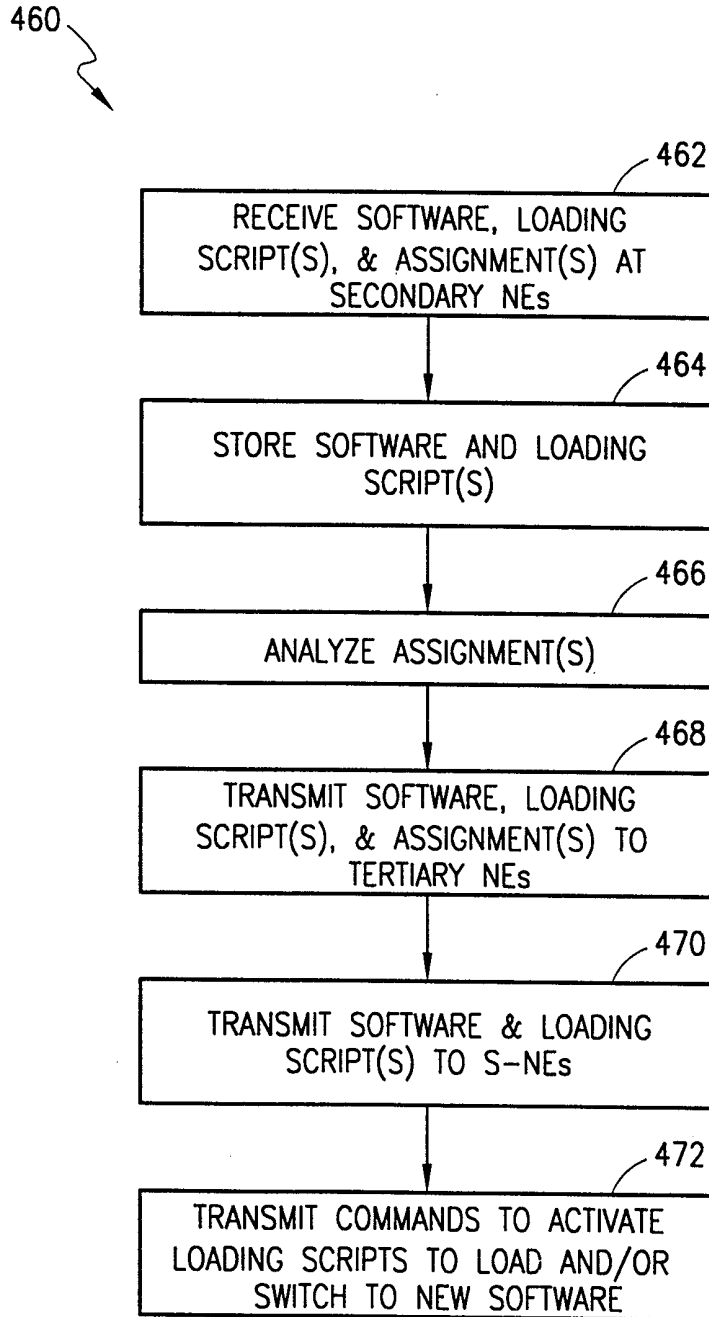 460
462
RECEIVE SOFTWARE, LOADING
SCRIPT(S), & ASSIGNMENT(S) AT
SECONDARY NEs
464
STORE SOFTWARE AND LOADING
SCRIPT(S)
466
ANALYZE ASSIGNMENT(S)
468
TRANSMIT SOFTWARE, LOADING
SCRIPT(S), & ASSIGNMENT(S) TO
TERTIARY NEs
470
TRANSMIT SOFTWARE & LOADING
SCRIPT(S) TO S-NEs
472
TRANSMIT COMMANDS TO ACTIVATE
LOADING SCRIPTS TO LOAD AND/OR
SWITCH TO NEW SOFTWARE